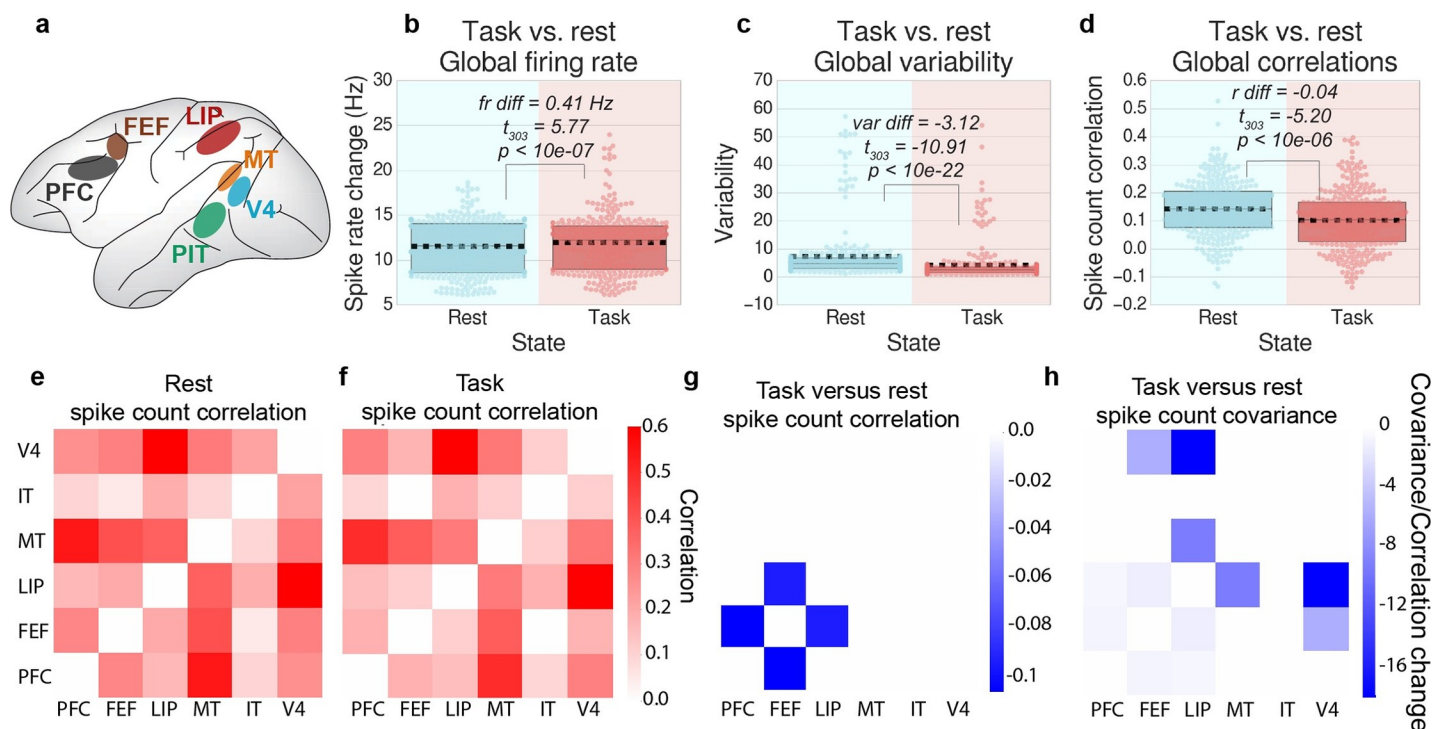 a
FEF
LIP
MT
PFC
V4
PIT
b
Task vs. rest
Global firing rate
Spike rate change (Hz)
30
25
20
15
10
5
fr diff = 0.41 Hz
t303 = 5.77
p < 10e-07
Rest
Task
State
c
Task vs. rest
Global variability
Variability
70
60
50
40
30
20
10
0
−10
var diff = -3.12
t303 = -10.91
p < 10e-22
Rest
Task
State
d
Task vs. rest
Global correlations
Spike count correlation
0.6
0.5
0.4
0.3
0.2
0.1
0.0
−0.1
−0.2
r diff = -0.04
t303 = -5.20
p < 10e-06
Rest
Task
State
e
Rest
spike count correlation
V4
IT
MT
LIP
FEF
PFC
PFC FEF LIP MT IT V4
f
Task
spike count correlation
PFC FEF LIP MT IT V4
0.6
0.5
0.4
0.3
0.2
0.1
0.0
Correlation
g
Task versus rest
spike count correlation
PFC FEF LIP MT IT V4
0.0
-0.02
-0.04
-0.06
-0.08
-0.1
h
Task versus rest
spike count covariance
PFC FEF LIP MT IT V4
0
-4
-8
-12
-16
Covariance/Correlation change